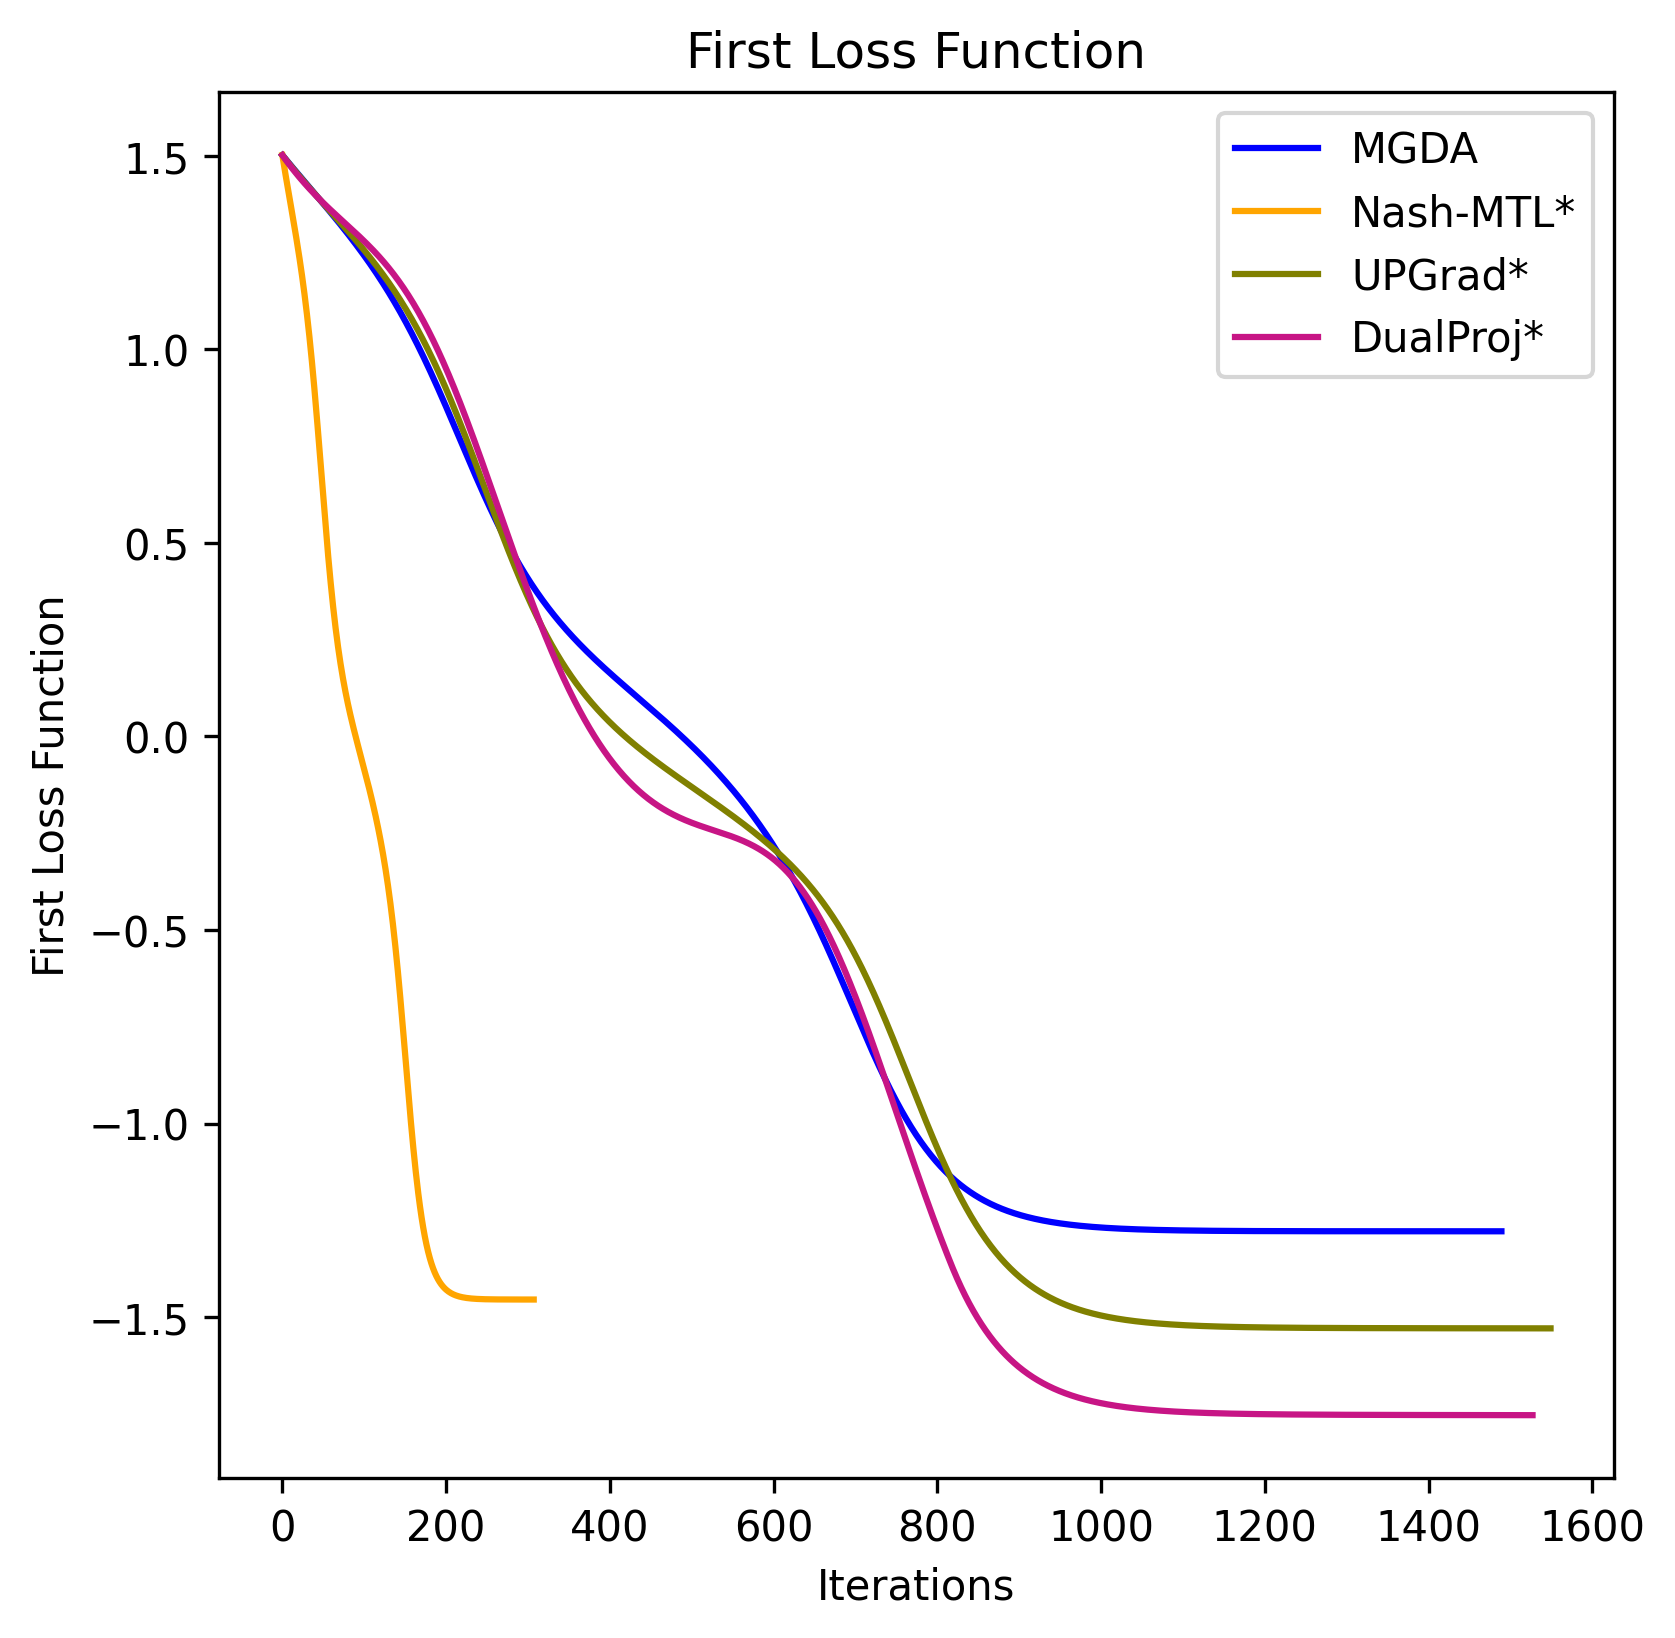 First Loss Function
MGDA
Nash-MTL*
UPGrad*
DualProj*
1.5
1.0
0.5
0.0
−0.5
−1.0
−1.5
First Loss Function
0 200 400 600 800 1000 1200 1400 1600
Iterations